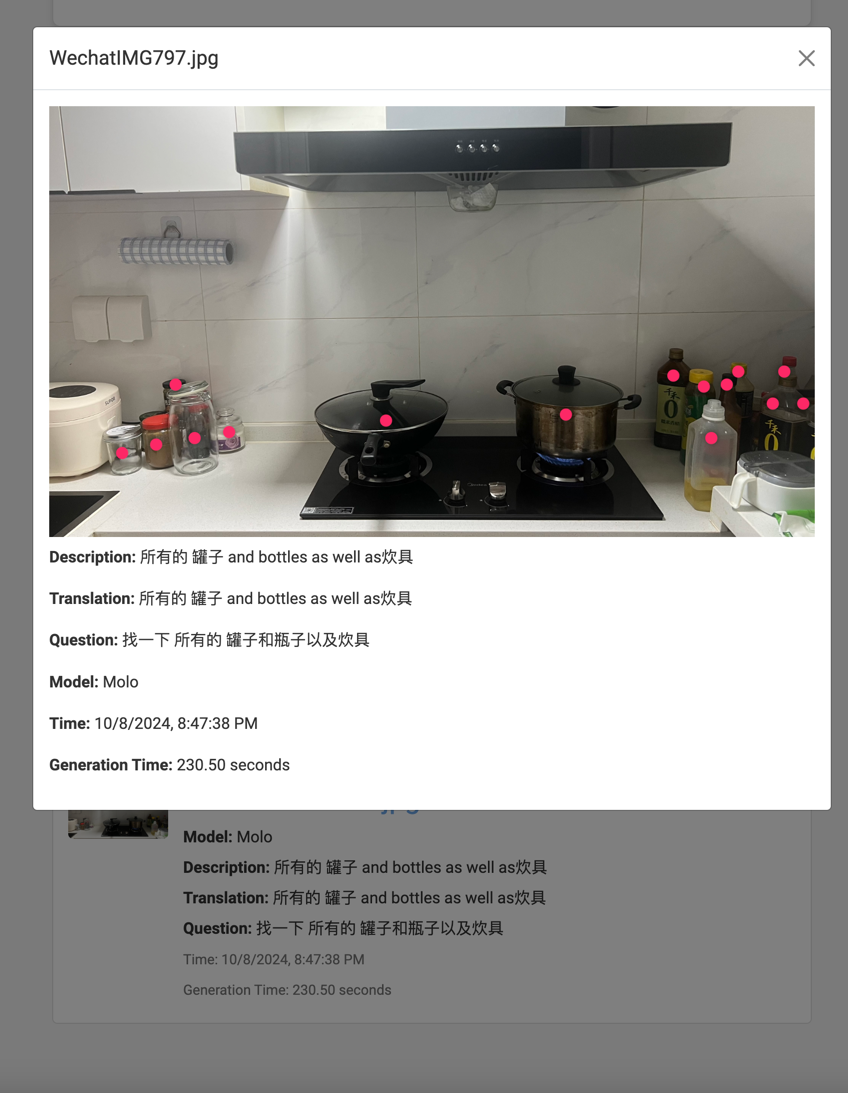 WechatIMG797.jpg
千禾
0
千禾
0
Description: 所有的 罐子 and bottles as well as炊具
Translation: 所有的 罐子 and bottles as well as炊具
Question: 找一下 所有的 罐子和瓶子以及炊具
Model: Molo
Time: 10/8/2024, 8:47:38 PM
Generation Time: 230.50 seconds
Model: Molo
Description: 所有的 罐子 and bottles as well as炊具
Translation: 所有的 罐子 and bottles as well as炊具
Question: 找一下 所有的 罐子和瓶子以及炊具
Time: 10/8/2024, 8:47:38 PM
Generation Time: 230.50 seconds